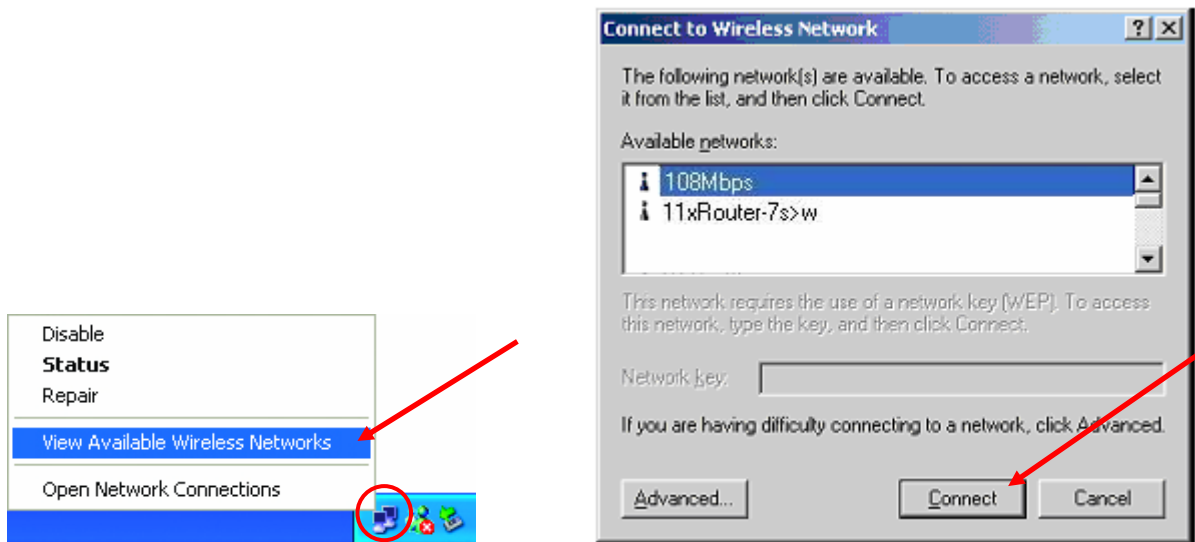 Disable
Status
Repair
View Available Wireless Networks
Open Network Connections
Connect to Wireless Network
The following network(s) are available. To access a network, select
it from the list, and then click Connect.
Available networks:
108Mbps
11xRouter-7s>w
This network requires the use of a network key (WEP). To access
this network, type the key, and then click Connect.
Network key:
If you are having difficulty connecting to a network, click Advanced.
Advanced...
Connect
Cancel